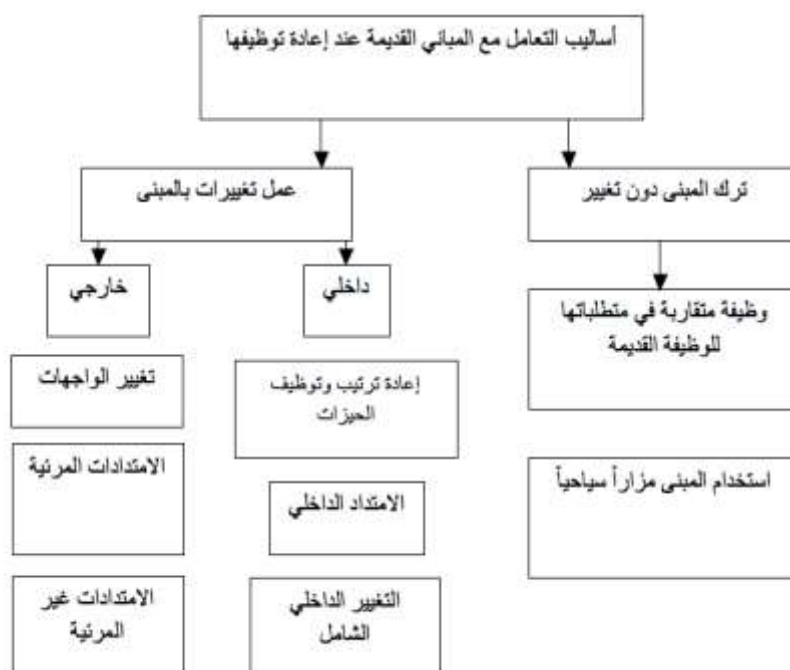 أساليب التعامل مع المباني القديمة عند إعادة توظيفها
ترك المبنى دون تغيير
عمل تغييرات بالمبنى
داخلي
خارجي
وظيفة متقاربة في متطلباتها
للوظيفة القديمة
تغيير الواجهات
إعادة ترتيب وتوظيف
الحيزات
الامتدادات المرئية
استخدام المبنى مزاراً سياحياً
الامتداد الداخلي
الامتدادات غير
المرئية
التغيير الداخلي
الشامل